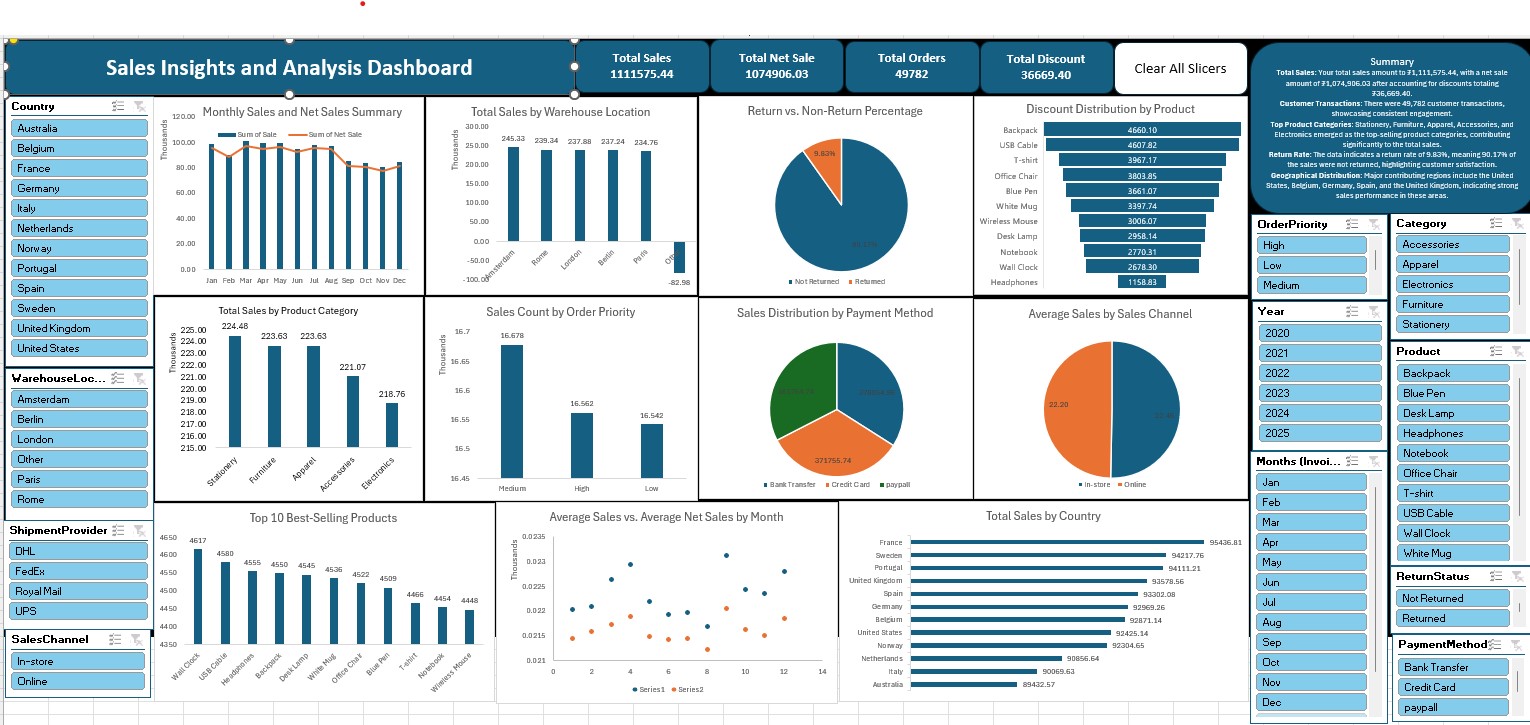 Sales Insights and Analysis Dashboard
Total Sales
1111575.44
Total Net Sale
1074906.03
Total Orders
49782
Total Discount
36669.40
Clear All Slicers
Summary
Total Sales: Your total sales amount to ₹1,111,575.44, with a net sale
amount of ₹1,074,906.03 after accounting for discounts totaling
₹36,669.40.
Customer Transactions: There were 49,782 customer transactions,
showcasing consistent engagement.
Top Product Categories: Stationery, Furniture, Apparel, Accessories, and
Electronics emerged as the top-selling product categories, contributing
significantly to the total sales.
Return Rate: The data indicates a return rate of 9.83%, meaning 90.17% of
the sales were not returned, highlighting customer satisfaction.
Geographical Distribution: Major contributing regions include the United
States, Belgium, Germany, Spain, and the United Kingdom, indicating strong
sales performance in these areas.
Country
Australia
Belgium
France
Germany
Italy
Netherlands
Norway
Portugal
Spain
Sweden
United Kingdom
United States
WarehouseLoc...
Amsterdam
Berlin
London
Other
Paris
Rome
ShipmentProvider
DHL
FedEx
Royal Mail
UPS
SalesChannel
In-store
Online
Monthly Sales and Net Sales Summary
Thousands
Sum of Sale
Sum of Net Sale
120.00
100.00
80.00
60.00
40.00
20.00
0.00
Jan Feb Mar Apr May Jun Jul Aug Sep Oct Nov Dec
Total Sales by Warehouse Location
Thousands
300.00
250.00
200.00
150.00
100.00
50.00
0.00
-50.00
-100.00
245.33
239.34
237.88
237.24
234.76
-82.98
Amsterdam
Rome
London
Berlin
Paris
Return vs. Non-Return Percentage
9.83%
Not Returned
Returned
Discount Distribution by Product
Backpack 4660.10
USB Cable 4607.82
T-shirt 3967.17
Office Chair 3803.85
Blue Pen 3661.07
White Mug 3397.74
Wireless Mouse 3006.07
Desk Lamp 2958.14
Notebook 2770.31
Wall Clock 2678.30
Headphones 1158.83
Total Sales by Product Category
Thousands
225.00
224.00
223.00
222.00
221.00
220.00
219.00
218.00
217.00
216.00
215.00
224.48
223.63
223.63
221.07
218.76
Stationery
Furniture
Apparel
Accessories
Electronics
Sales Count by Order Priority
Thousands
16.7
16.65
16.6
16.55
16.5
16.45
16.678
16.562
16.542
Medium
High
Low
Sales Distribution by Payment Method
371755.74
Bank Transfer
Credit Card
paypall
Average Sales by Sales Channel
22.20
In-store
Online
Top 10 Best-Selling Products
4650
4600
4550
4500
4450
4400
4350
4617
4580
4555
4550
4545
4536
4522
4509
4466
4454
4448
Wall Clock
USB Cable
Headphones
Backpack
Desk Lamp
White Mug
Office Chair
Blue Pen
T-shirt
Notebook
Wireless Mouse
Average Sales vs. Average Net Sales by Month
Thousands
0.0235
0.023
0.0225
0.022
0.0215
0.021
0 2 4 6 8 10 12 14
Series1
Series2
Total Sales by Country
France 95436.81
Sweden 94217.76
Portugal 94111.21
United Kingdom 93578.56
Spain 93302.08
Germany 92969.26
Belgium 92871.14
United States 92425.14
Norway 92304.65
Netherlands 90856.64
Italy 90069.63
Australia 89432.57
OrderPriority
High
Low
Medium
Year
2020
2021
2022
2023
2024
2025
Months (Invoi...
Jan
Feb
Mar
Apr
May
Jun
Jul
Aug
Sep
Oct
Nov
Dec
Category
Accessories
Apparel
Electronics
Furniture
Stationery
Product
Backpack
Blue Pen
Desk Lamp
Headphones
Notebook
Office Chair
T-shirt
USB Cable
Wall Clock
White Mug
ReturnStatus
Not Returned
Returned
PaymentMethod
Bank Transfer
Credit Card
paypall